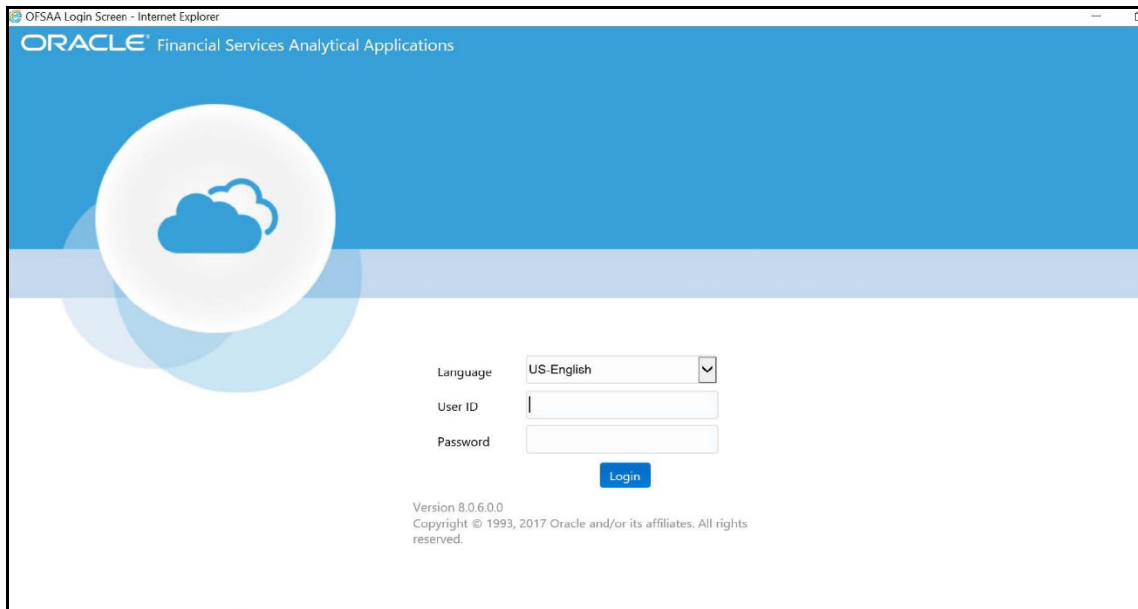 OFSAA Login Screen - Internet Explorer
ORACLE® Financial Services Analytical Applications
Language US-English
User ID
Password
Login
Version 8.0.6.0.0
Copyright © 1993, 2017 Oracle and/or its affiliates. All rights
reserved.